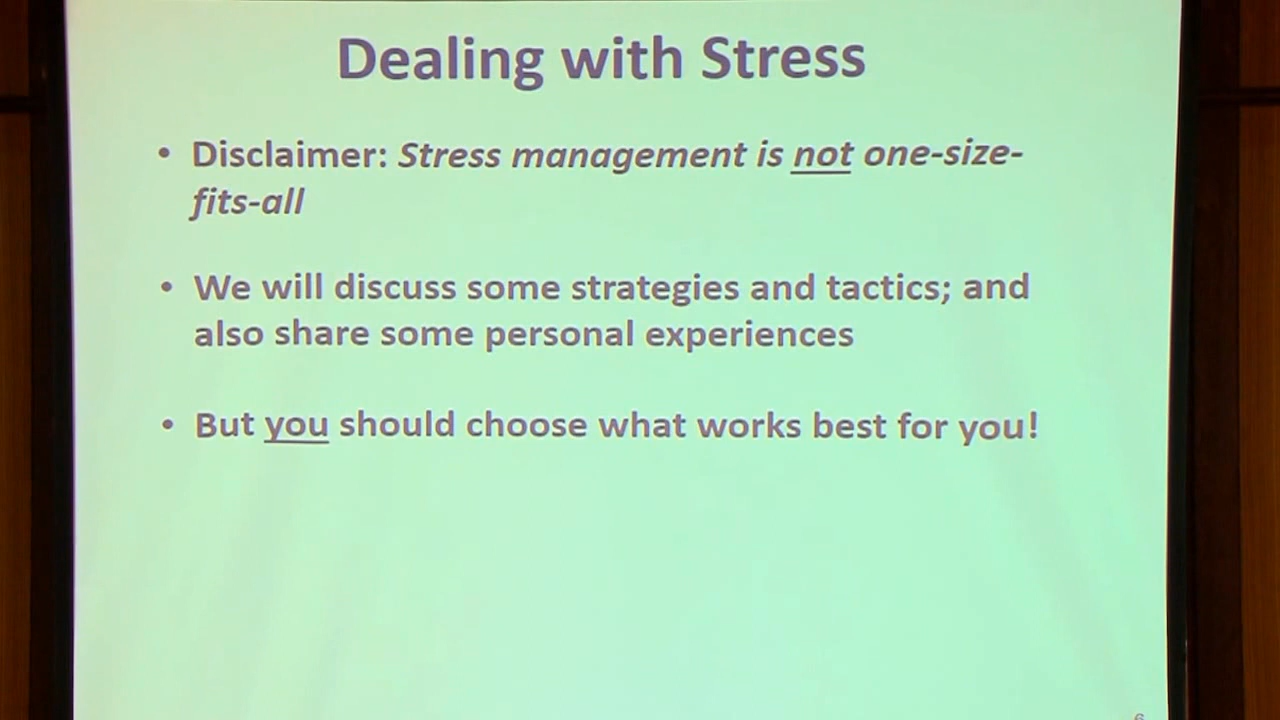 Dealing with Stress
• Disclaimer: Stress management is not one-size-
fits-all
• We will discuss some strategies and tactics; and
also share some personal experiences
• But you should choose what works best for you!
6